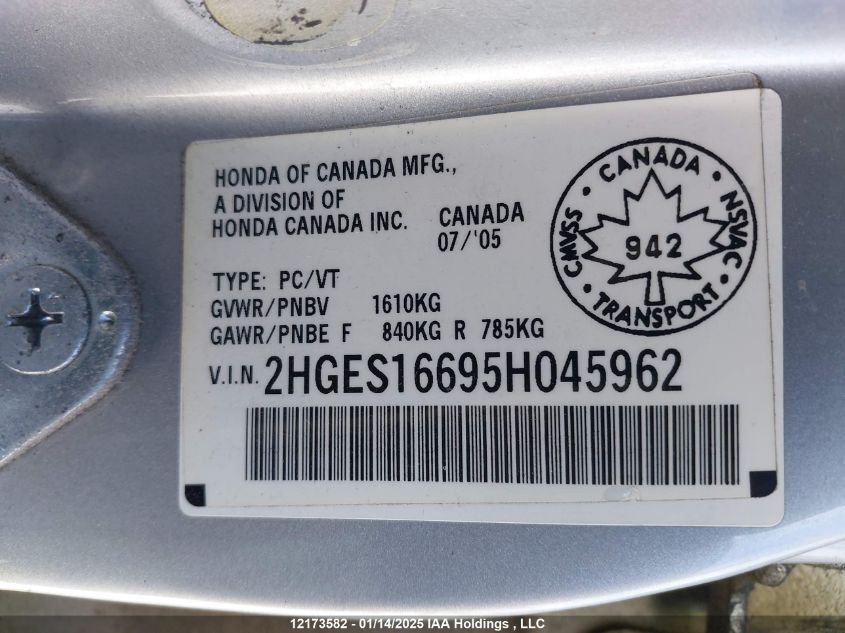 HONDA OF CANADA MFG.,
A DIVISION OF
HONDA CANADA INC. CANADA
07/'05
TYPE: PC/VT
GVWR/PNBV 1610KG
GAWR/PNBE F 840KG R 785KG
V.I.N. 2HGES16695H045962
• CANADA •
CMVSS
NSVAC
942
• TRANSPORT •
12173582 - 01/14/2025 IAA Holdings , LLC